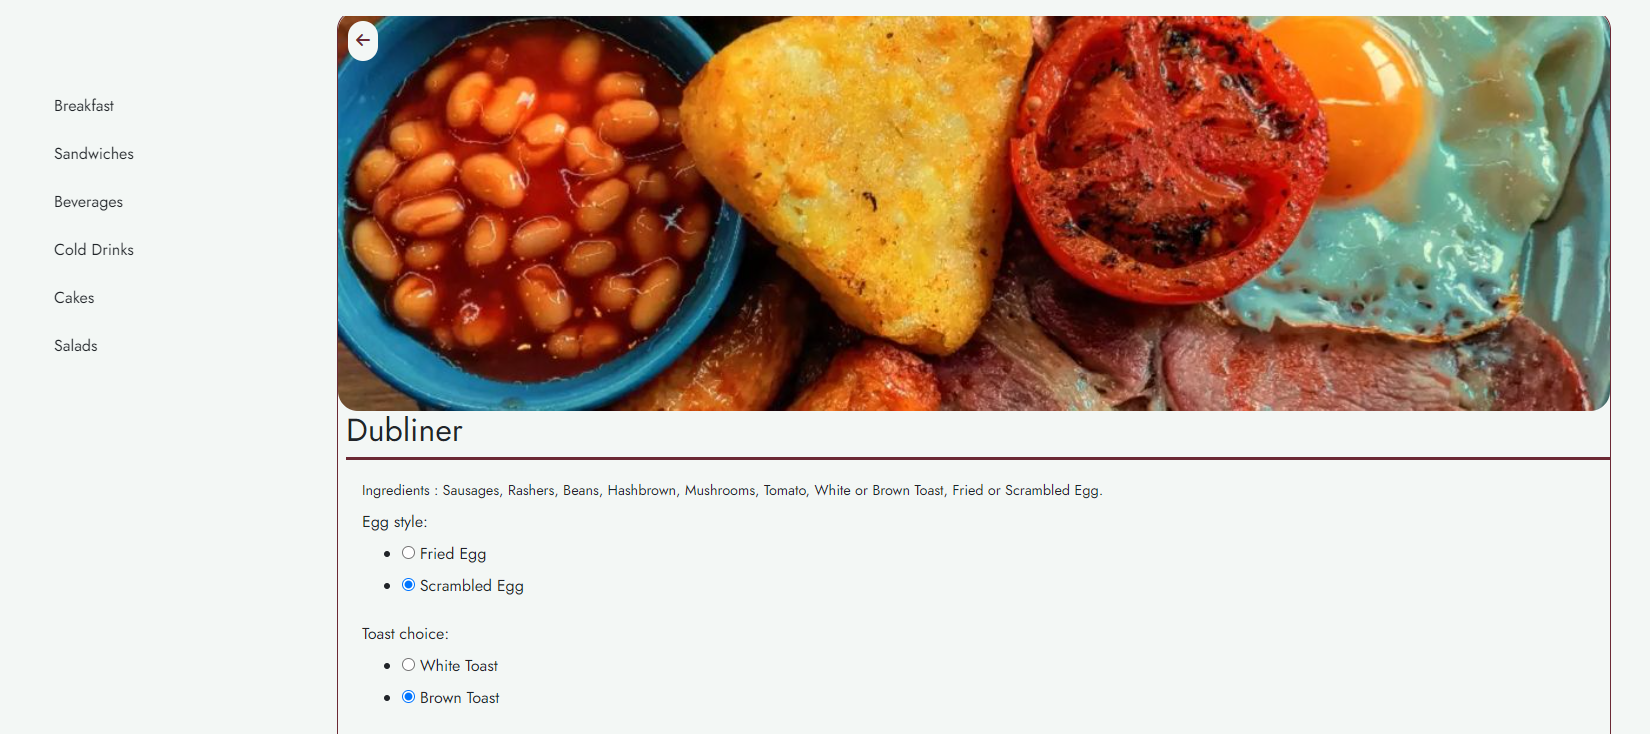 Breakfast
Sandwiches
Beverages
Cold Drinks
Cakes
Salads
Dubliner
Ingredients : Sausages, Rashers, Beans, Hashbrown, Mushrooms, Tomato, White or Brown Toast, Fried or Scrambled Egg.
Egg style:
Fried Egg
Scrambled Egg
Toast choice:
White Toast
Brown Toast